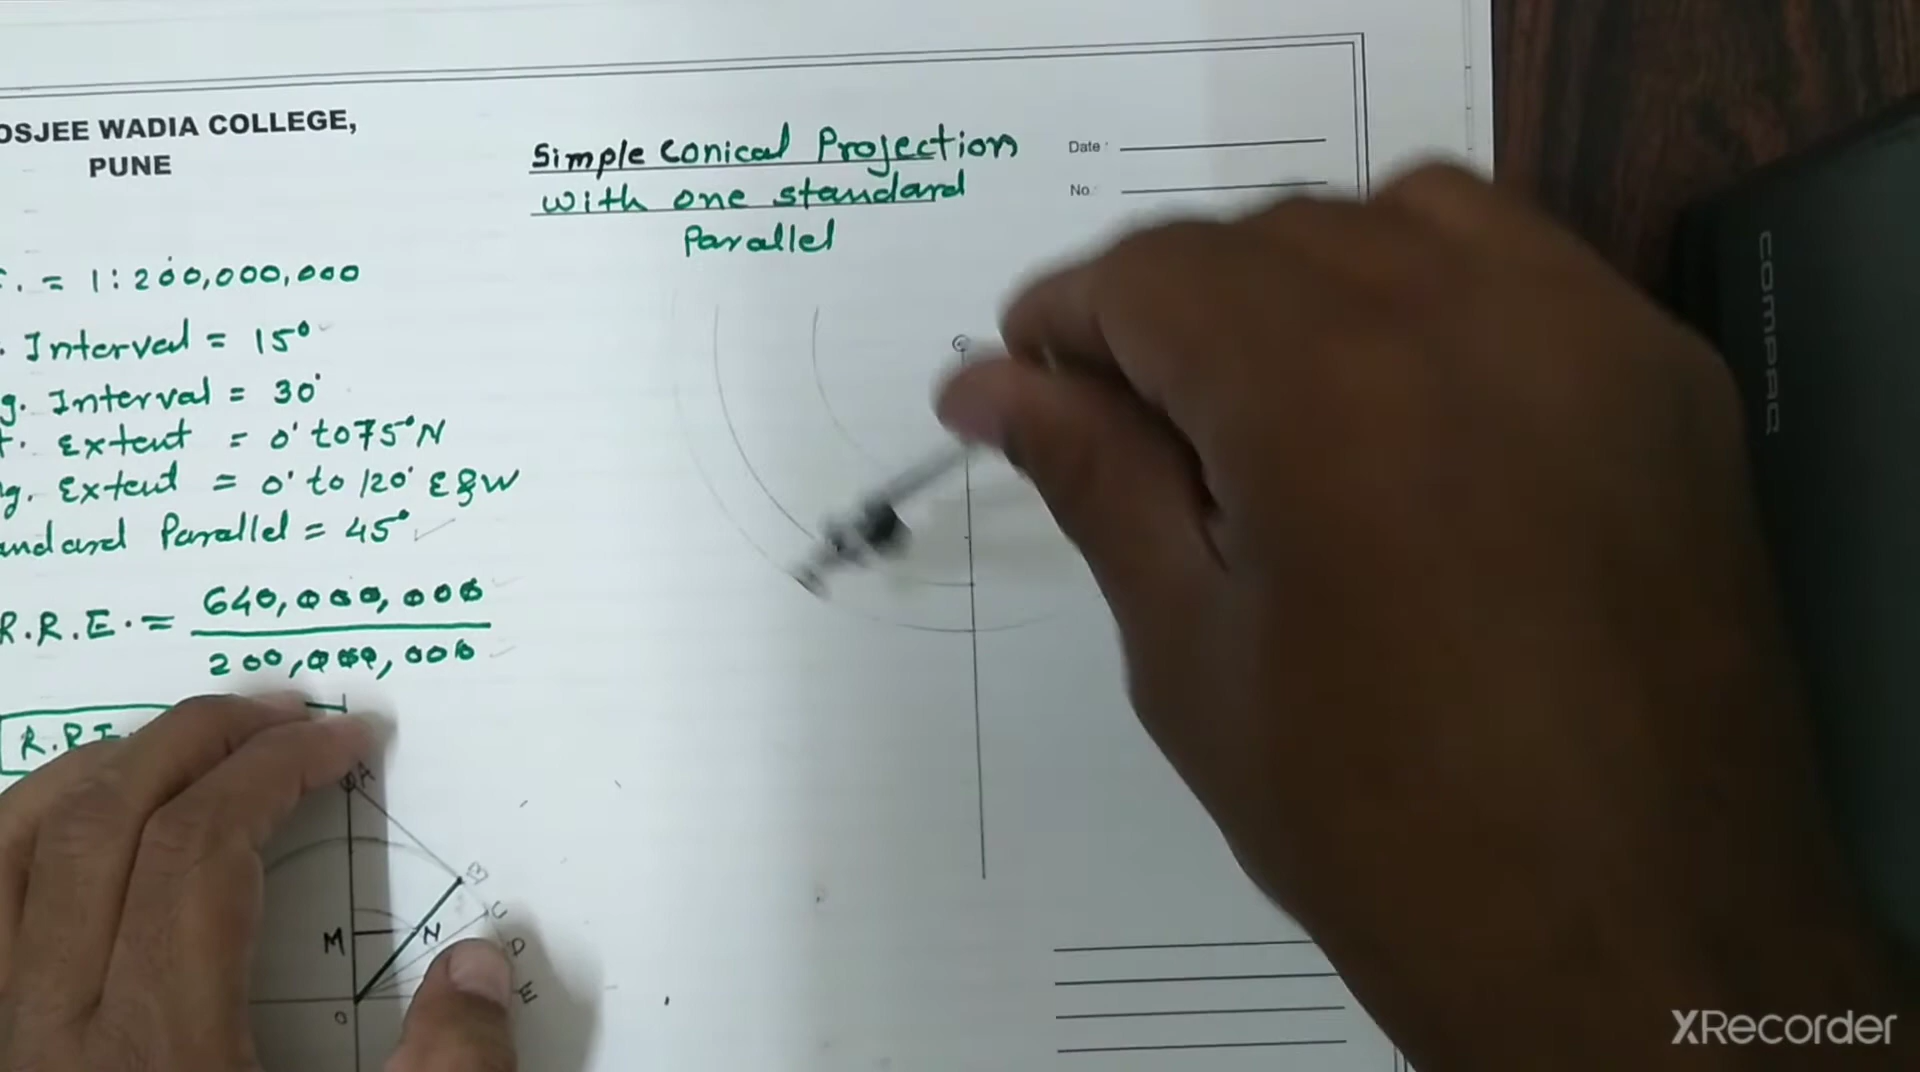 OSJEE WADIA COLLEGE,
PUNE
Simple Conical Projection
with one standard
Parallel
Date :
No.
. = 1:200,000,000
. Interval = 15°
g. Interval = 30°
t. Extent = 0° to 75° N
g. Extent = 0° to 120° E & W
andard Parallel = 45°
R.R.E. = 640,000,000
200,000,000
R.R.E.
A
B
C
M
N
D
E
O
COMPAQ
XRecorder